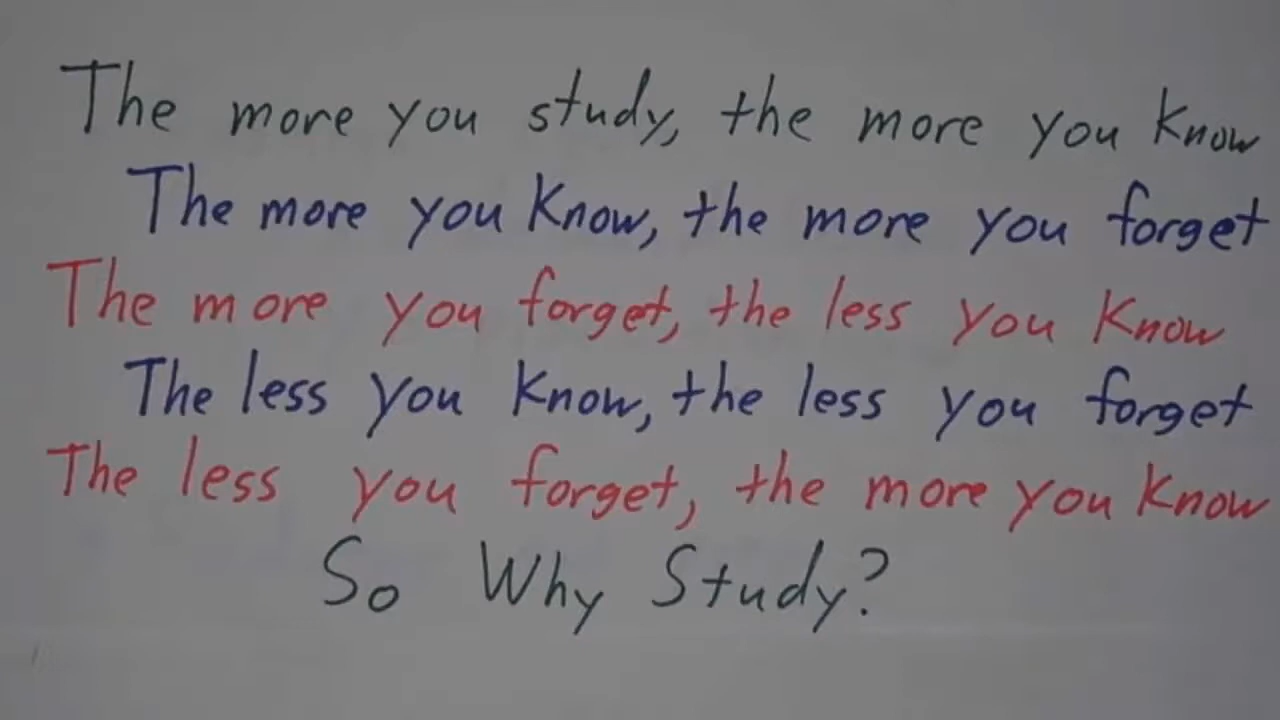 The more you study, the more you know
The more you know, the more you forget
The more you forget, the less you know
The less you know, the less you forget
The less you forget, the more you know
So Why Study?